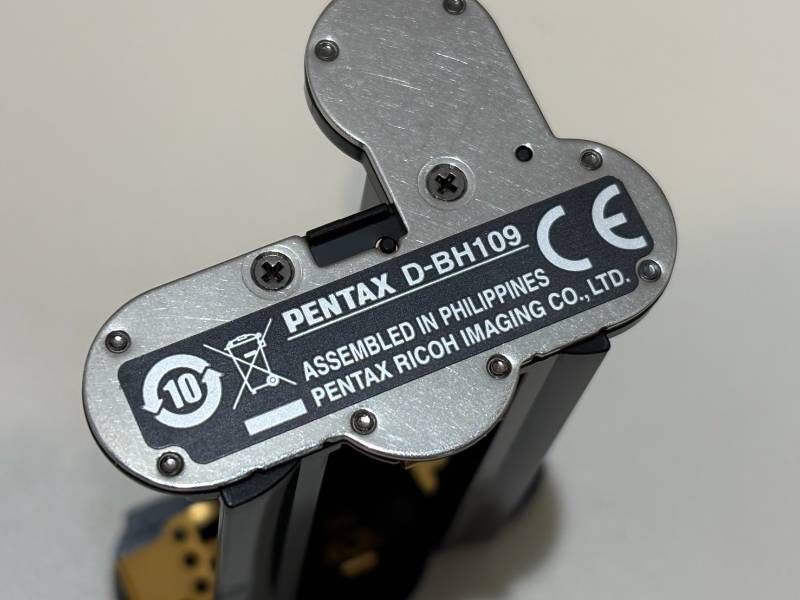 PENTAX D-BH109
ASSEMBLED IN PHILIPPINES
PENTAX RICOH IMAGING CO., LTD.
CE
10